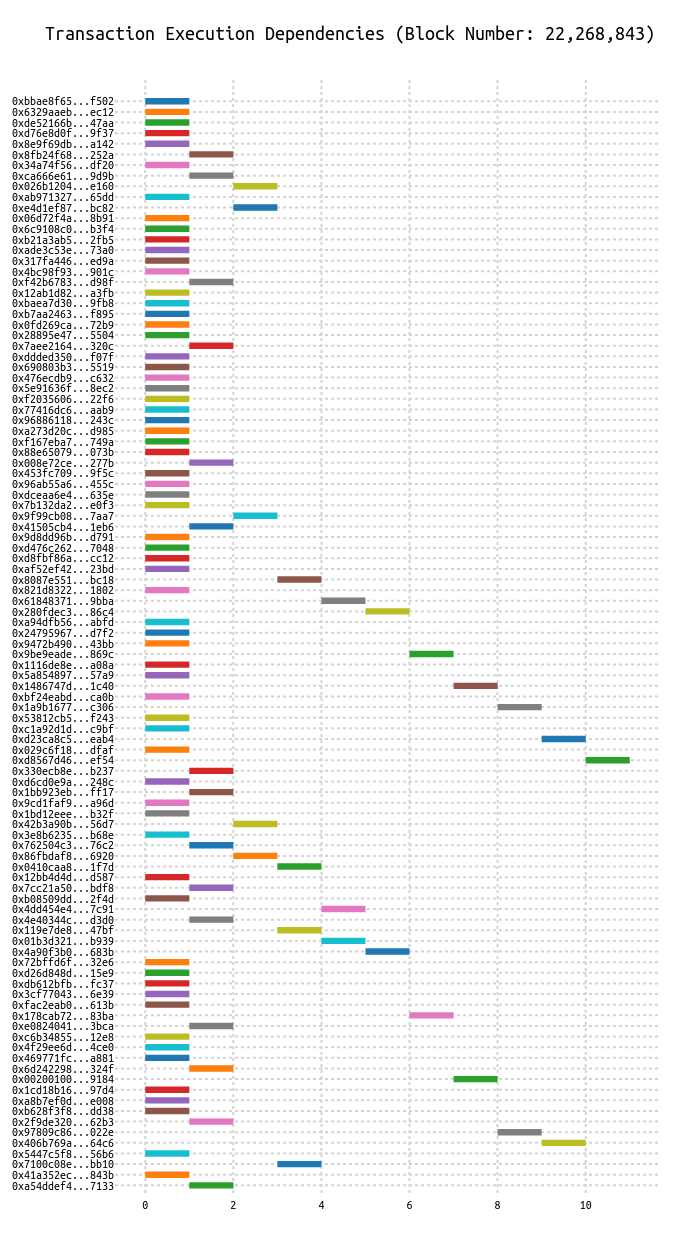 Transaction Execution Dependencies (Block Number: 22,268,843)
0xbbae8f65...f502
0x6329aaeb...ec12
0xde52166b...47aa
0xd76e8d0f...9f37
0x8e9f69db...a142
0x8fb24f68...252a
0x34a74f56...df20
0xca666e61...9d9b
0x026b1204...e160
0xab971327...65dd
0xe4d1ef87...bc82
0x06d72f4a...8b91
0x6c9108c0...b3f4
0xb21a3ab5...2fb5
0xade3c53e...73a0
0x317fa446...ed9a
0x4bc98f93...901c
0xf42b6783...d98f
0x12ab1d82...a3fb
0xbaea7d30...9fb8
0xb7aa2463...f895
0x0fd269ca...72b9
0x28895e47...5504
0x7aee2164...320c
0xddded350...f07f
0x690803b3...5519
0x476ecdb9...c632
0x5e91636f...8ec2
0xf2035606...22f6
0x77416dc6...aab9
0x96886118...243c
0xa273d20c...d985
0xf167eba7...749a
0x88e65079...073b
0x008e72ce...277b
0x453fc709...9f5c
0x96ab55a6...455c
0xdceaa6e4...635e
0x7b132da2...e0f3
0x9f99cb08...7aa7
0x41505cb4...1eb6
0x9d8dd96b...d791
0xd476c262...7048
0xd8fbf86a...cc12
0xaf52ef42...23bd
0x8087e551...bc18
0x821d8322...1802
0x61848371...9bba
0x280fdec3...86c4
0xa94dfb56...abfd
0x24795967...d7f2
0x9472b490...43bb
0x9be9eade...869c
0x1116de8e...a08a
0x5a854897...57a9
0x1486747d...1c40
0xbf24eabd...ca0b
0x1a9b1677...c306
0x53812cb5...f243
0xc1a92d1d...c9bf
0xd23ca8c5...eab4
0x029c6f18...dfaf
0xd8567d46...ef54
0x330ecb8e...b237
0xd6cd0e9a...248c
0x1bb923eb...ff17
0x9cd1faf9...a96d
0x1bd12eee...b32f
0x42b3a90b...56d7
0x3e8b6235...b68e
0x762504c3...76c2
0x86fbdaf8...6920
0x0410caa8...1f7d
0x12bb4d4d...d587
0x7cc21a50...bdf8
0xb08509dd...2f4d
0x4dd454e4...7c91
0x4e40344c...d3d0
0x119e7de8...47bf
0x01b3d321...b939
0x4a90f3b0...683b
0x72bffd6f...32e6
0xd26d848d...15e9
0xdb612bfb...fc37
0x3cf77043...6e39
0xfac2eab0...613b
0x178cab72...83ba
0xe0824041...3bca
0xc6b34855...12e8
0x4f29ee6d...4ce0
0x469771fc...a881
0x6d242298...324f
0x00200100...9184
0x1cd18b16...97d4
0xa8b7ef0d...e008
0xb628f3f8...dd38
0x2f9de320...62b3
0x97809c86...022e
0x406b769a...64c6
0x5447c5f8...56b6
0x7100c08e...bb10
0x41a352ec...843b
0xa54ddef4...7133
0 2 4 6 8 10